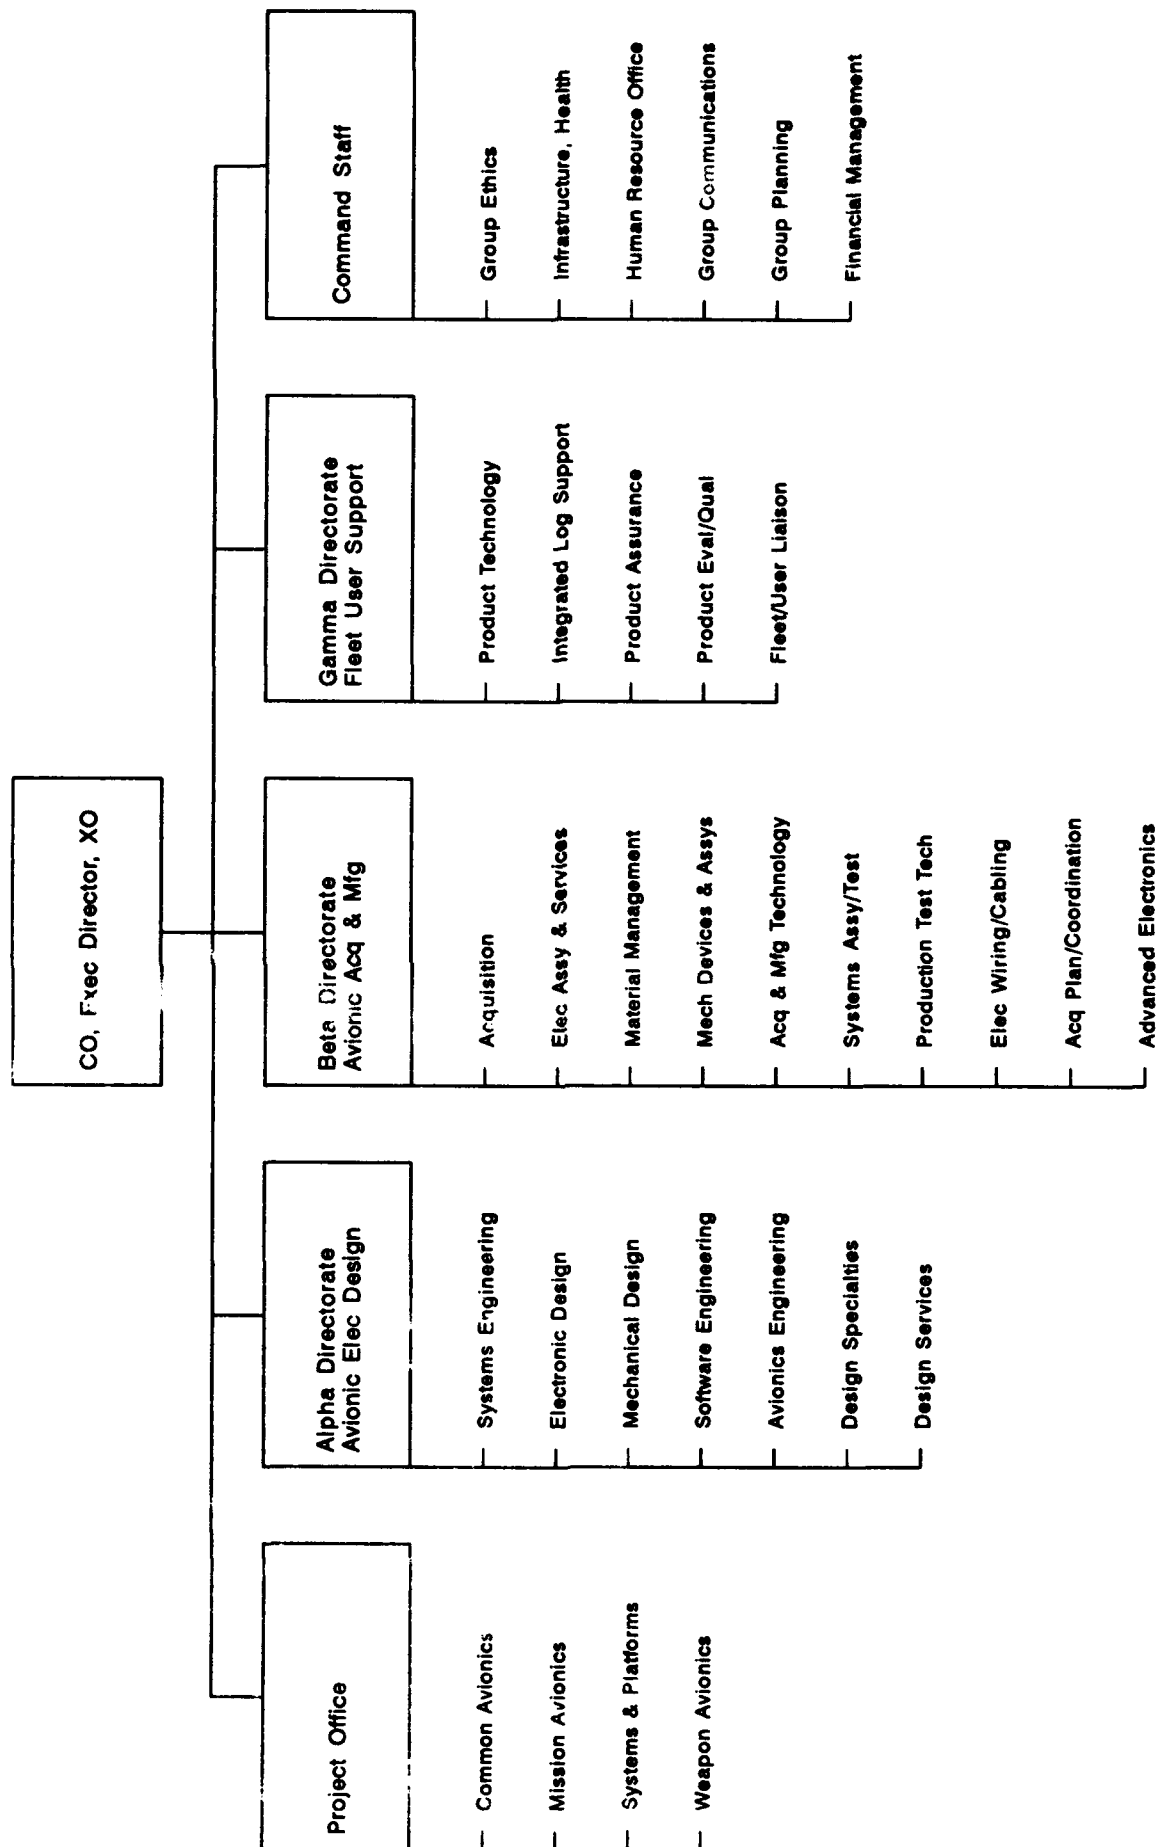 CO, Exec Director, XO
Project Office
Common Avionics
Mission Avionics
Systems & Platforms
Weapon Avionics
Alpha Directorate
Avionic Elec Design
Systems Engineering
Electronic Design
Mechanical Design
Software Engineering
Avionics Engineering
Design Specialties
Design Services
Beta Directorate
Avionic Acq & Mfg
Acquisition
Elec Assy & Services
Material Management
Mech Devices & Assys
Acq & Mfg Technology
Systems Assy/Test
Production Test Tech
Elec Wiring/Cabling
Acq Plan/Coordination
Advanced Electronics
Gamma Directorate
Fleet User Support
Product Technology
Integrated Log Support
Product Assurance
Product Eval/Qual
Fleet/User Liaison
Command Staff
Group Ethics
Infrastructure, Health
Human Resource Office
Group Communications
Group Planning
Financial Management